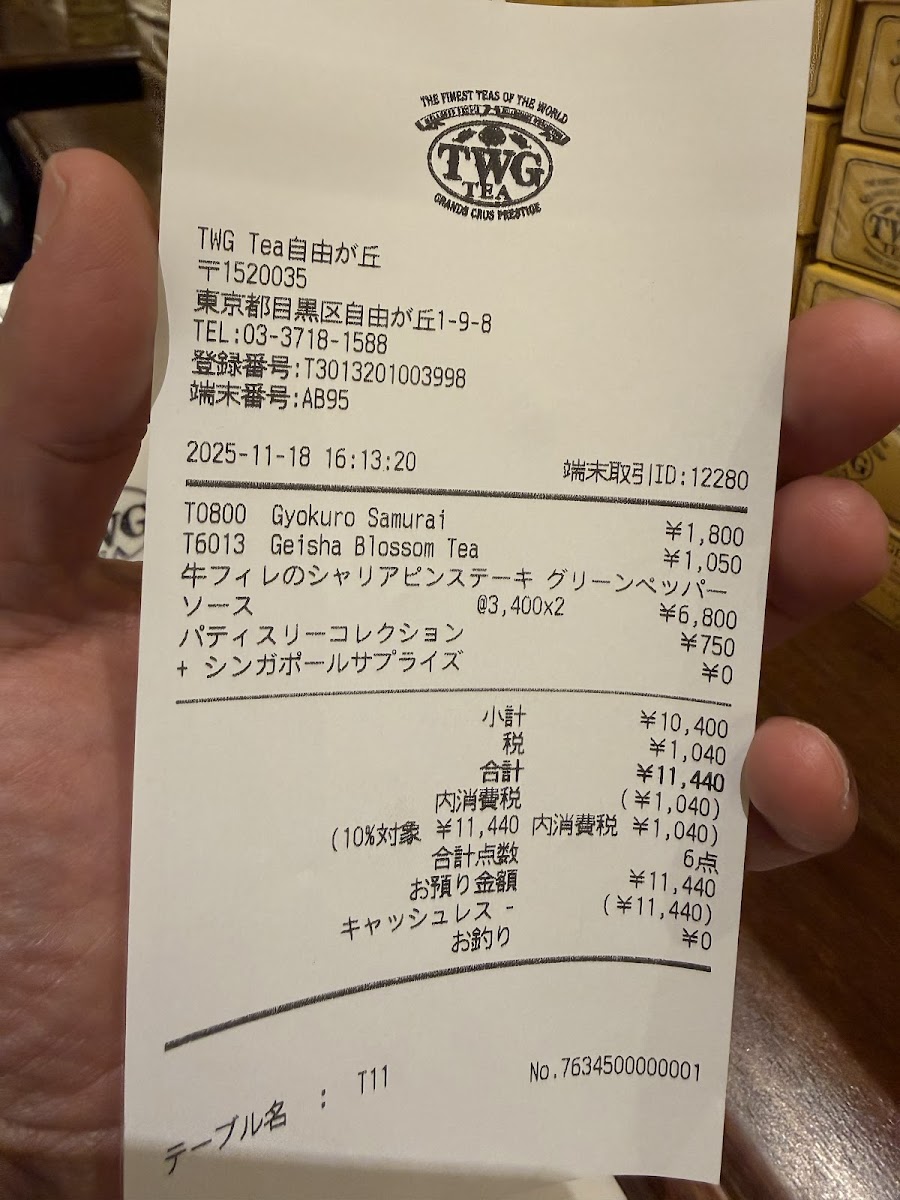 THE FINEST TEAS OF THE WORLD
TWG
TEA
GRANDS CRUS PRESTIGE
TWG Tea自由が丘
〒1520035
東京都目黒区自由が丘1-9-8
TEL:03-3718-1588
登録番号:T3013201003998
端末番号:AB95
2025-11-18 16:13:20 端末取引ID:12280
T0800 Gyokuro Samurai ¥1,800
T6013 Geisha Blossom Tea ¥1,050
牛フィレのシャリアピンステーキ グリーンペッパー
ソース @3,400x2 ¥6,800
パティスリーコレクション ¥750
+ シンガポールサプライズ ¥0
小計 ¥10,400
税 ¥1,040
合計 ¥11,440
内消費税 (¥1,040)
(10%対象 ¥11,440 内消費税 ¥1,040)
合計点数 6点
お預り金額 ¥11,440
キャッシュレス - (¥11,440)
お釣り ¥0
テーブル名 : T11 No.7634500000001